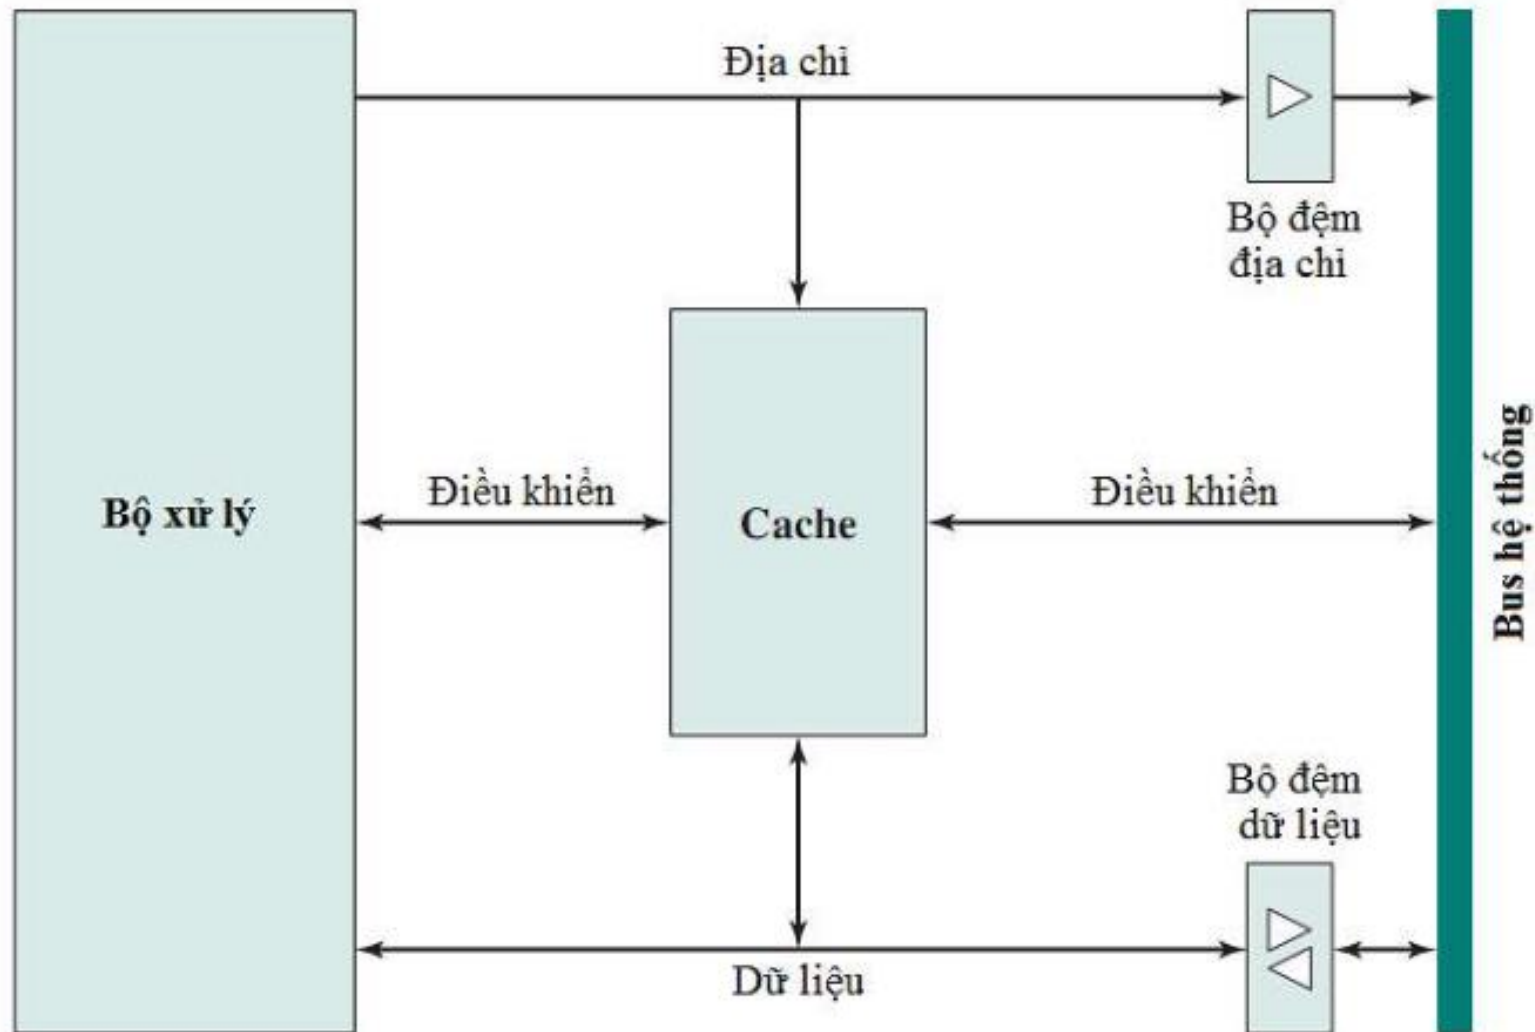 Địa chỉ
Bộ đệm
địa chỉ
Bộ xử lý
Điều khiển
Cache
Điều khiển
Bus hệ thống
Bộ đệm
dữ liệu
Dữ liệu